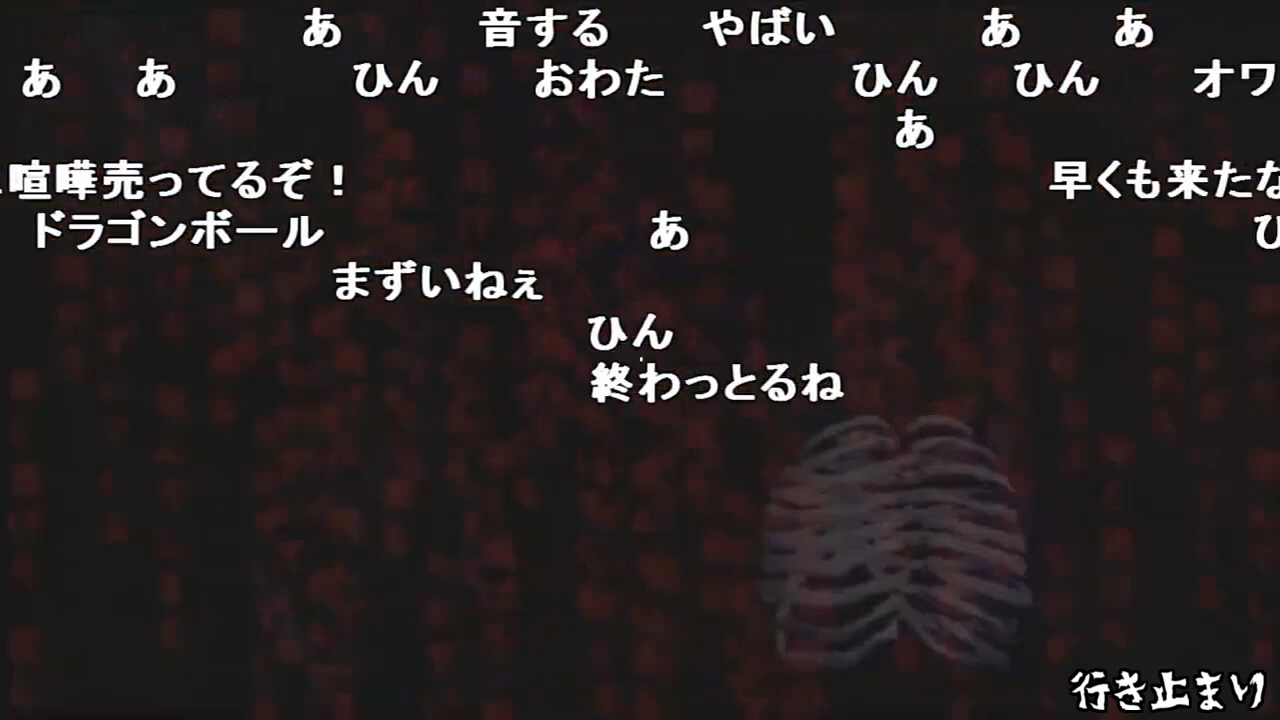 あ 音する やばい あ あ
あ あ ひん おわた ひん ひん オワ
あ
喧嘩売ってるぞ！ 早くも来たな
ドラゴンボール あ ひ
まずいねぇ
ひん
終わっとるね
行き止まり